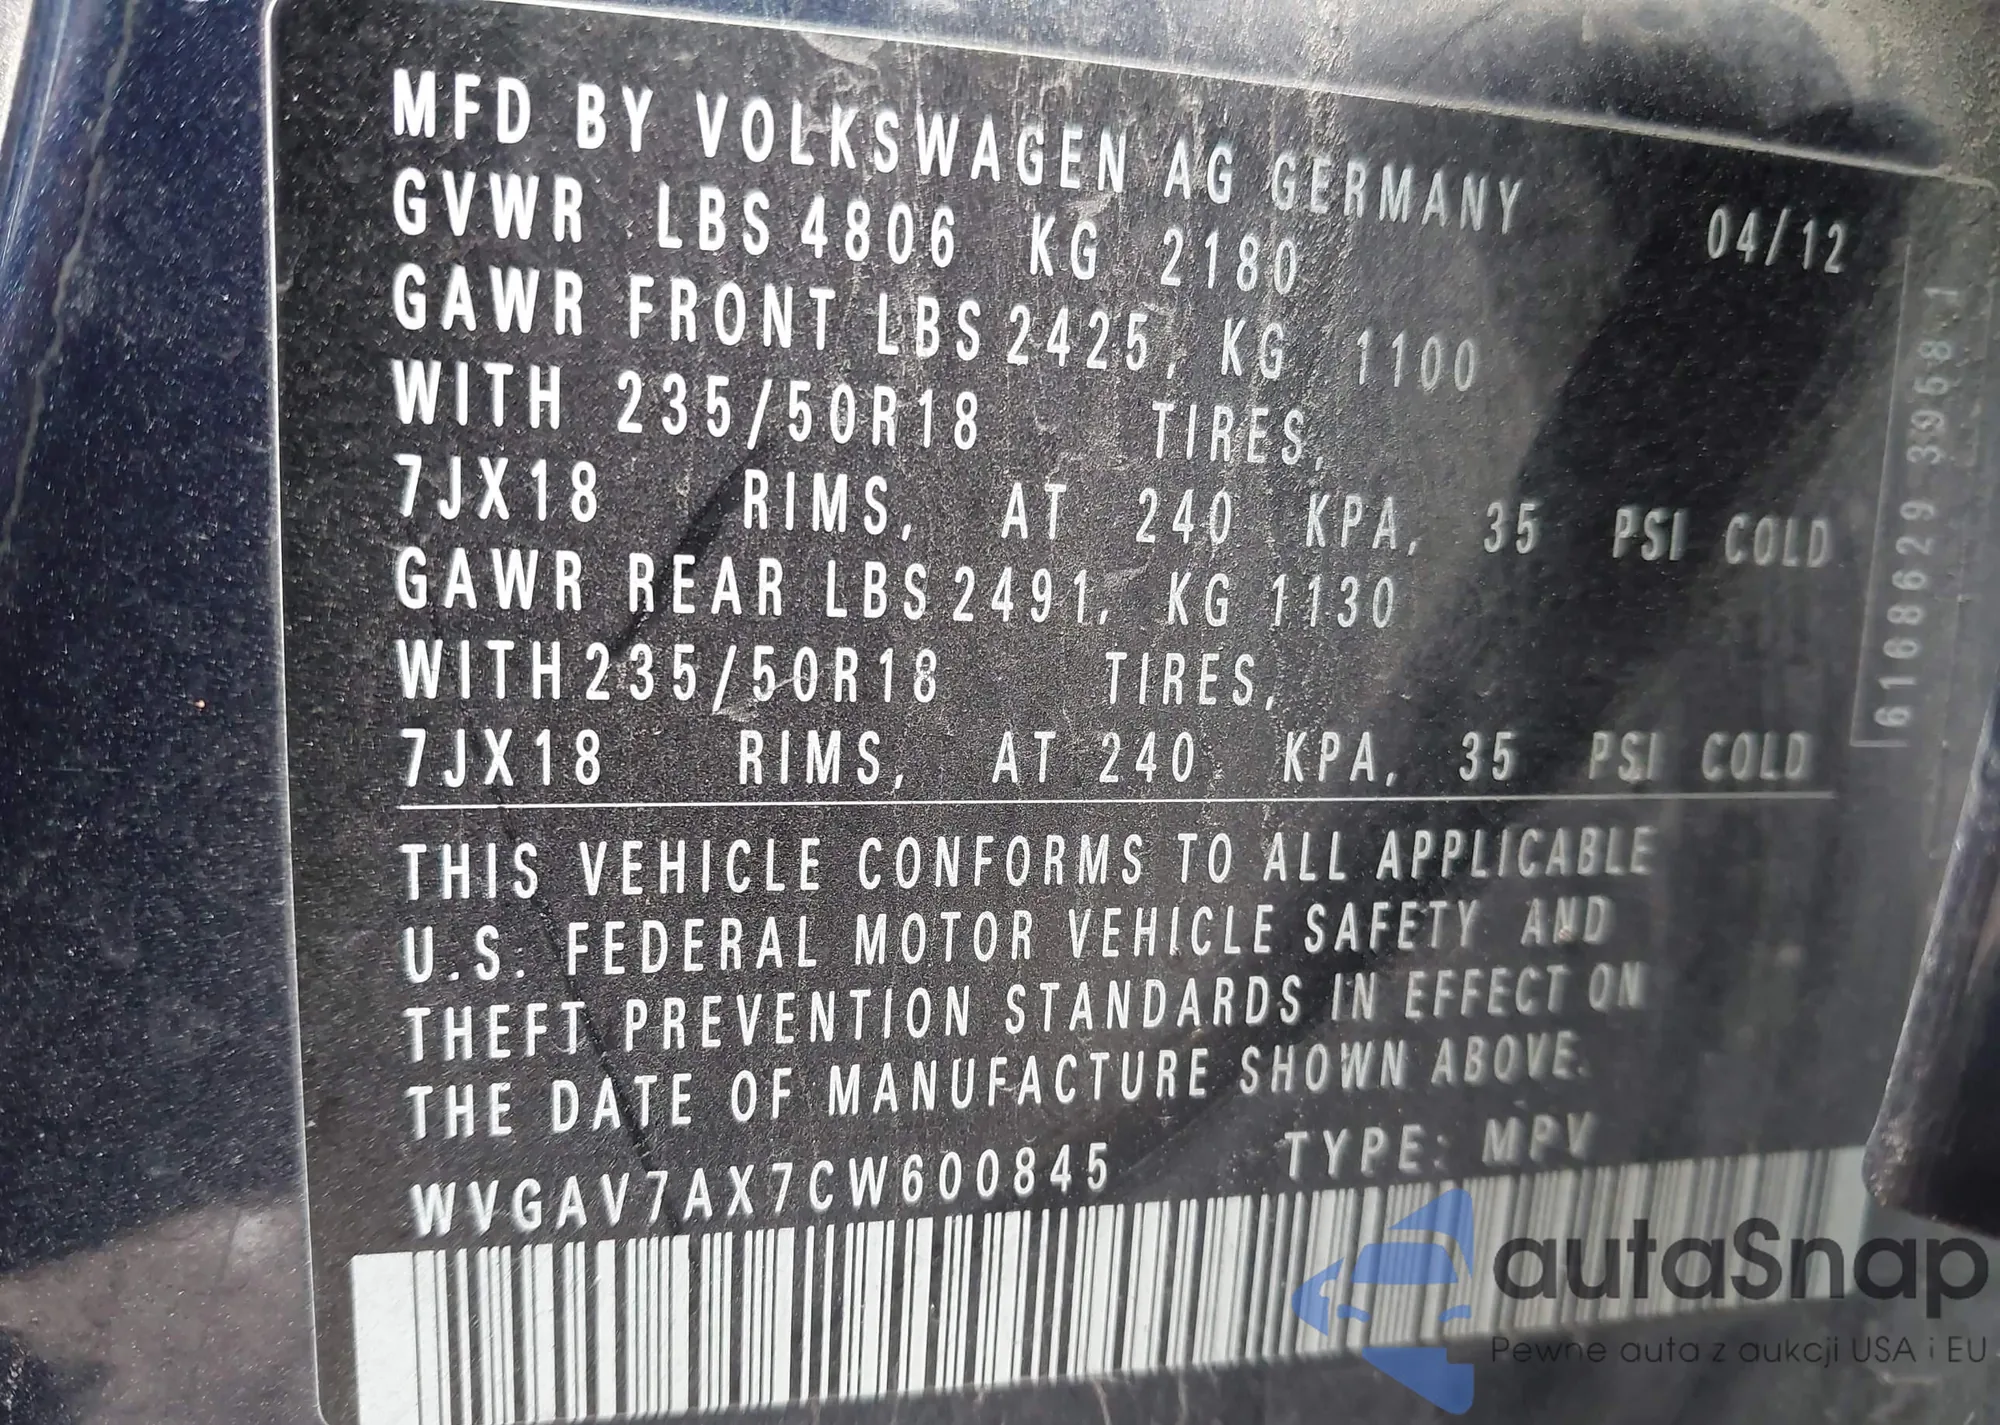 MFD BY VOLKSWAGEN AG GERMANY
04/12
GVWR LBS 4806 KG 2180
GAWR FRONT LBS 2425, KG 1100
WITH 235/50R18 TIRES,
7JX18 RIMS, AT 240 KPA, 35 PSI COLD
GAWR REAR LBS 2491, KG 1130
WITH 235/50R18 TIRES,
7JX18 RIMS, AT 240 KPA, 35 PSI COLD
THIS VEHICLE CONFORMS TO ALL APPLICABLE
U.S. FEDERAL MOTOR VEHICLE SAFETY AND
THEFT PREVENTION STANDARDS IN EFFECT ON
THE DATE OF MANUFACTURE SHOWN ABOVE.
WVGAV7AX7CW600845 TYPE: MPV
autaSnap
Pewne auta z aukcji USA i EU